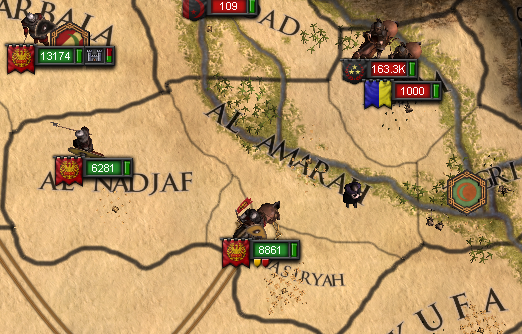 109
AD
ARBALA
13174
163.3K
1000
AL AMARAH
6281
AL NADJAF
8861
ASIRYAH
KUFA